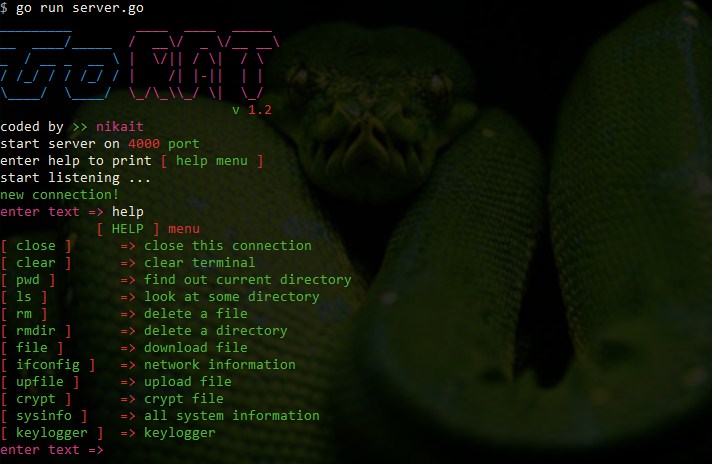 $ go run server.go
Go RAT
v 1.2
coded by >> nikait
start server on 4000 port
enter help to print [ help menu ]
start listening ...
new connection!
enter text => help
[ HELP ] menu
[ close ] => close this connection
[ clear ] => clear terminal
[ pwd ] => find out current directory
[ ls ] => look at some directory
[ rm ] => delete a file
[ rmdir ] => delete a directory
[ file ] => download file
[ ifconfig ] => network information
[ upfile ] => upload file
[ crypt ] => crypt file
[ sysinfo ] => all system information
[ keylogger ] => keylogger
enter text =>